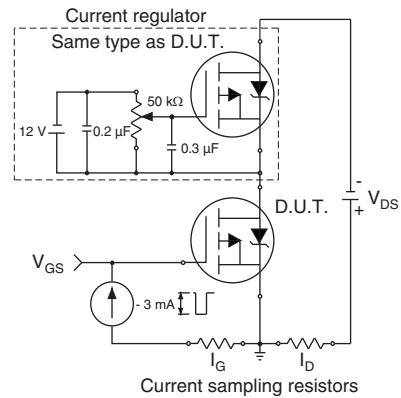 Current regulator
Same type as D.U.T.
50 kΩ
12 V
0.2 µF
0.3 µF
-
+
V_DS
D.U.T.
V_GS
- 3 mA
I_G
I_D
Current sampling resistors